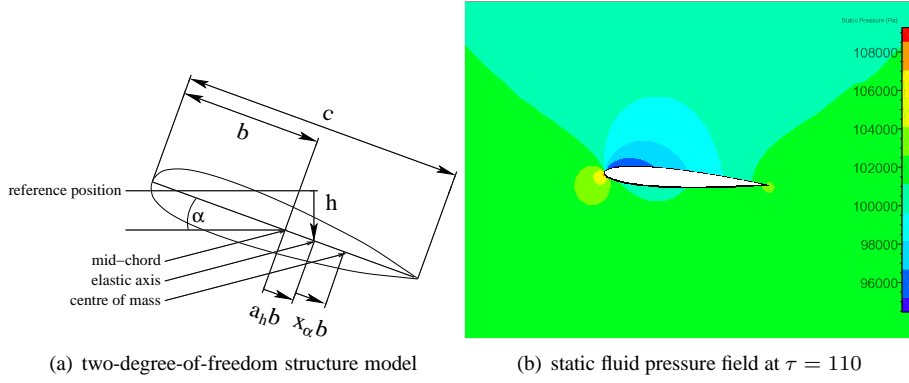 c
b
reference position
h
α
mid−chord
elastic axis
centre of mass
a_h b
x_α b
(a) two-degree-of-freedom structure model
Static Pressure (Pa)
108000
106000
104000
102000
100000
98000
96000
(b) static fluid pressure field at τ = 110